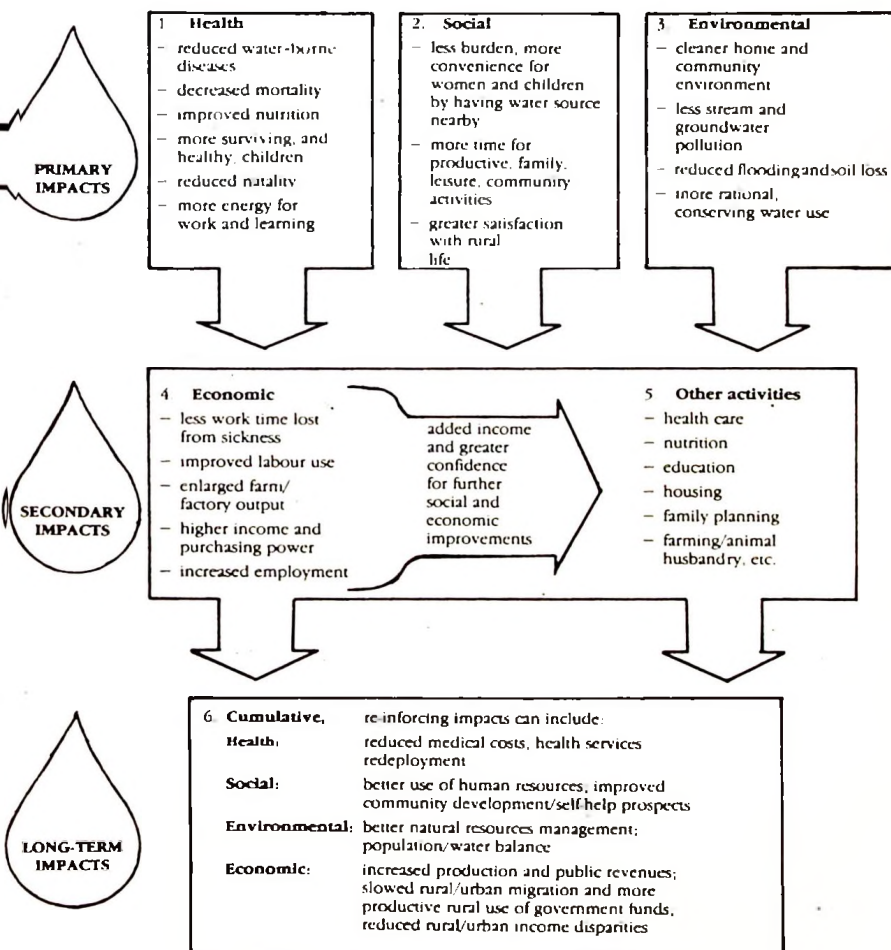 PRIMARY
IMPACTS
1 Health
– reduced water-borne
diseases
– decreased mortality
– improved nutrition
– more surviving, and
healthy, children
– reduced natality
– more energy for
work and learning
2. Social
– less burden, more
convenience for
women and children
by having water source
nearby
– more time for
productive, family,
leisure, community
activities
– greater satisfaction
with rural
life
3. Environmental
– cleaner home and
community
environment
– less stream and
groundwater
pollution
– reduced flooding and soil loss
– more rational,
conserving water use
SECONDARY
IMPACTS
4 Economic
– less work time lost
from sickness
– improved labour use
– enlarged farm/
factory output
– higher income and
purchasing power
– increased employment
added income
and greater
confidence
for further
social and
economic
improvements
5 Other activities
– health care
– nutrition
– education
– housing
– family planning
– farming/animal
husbandry, etc.
LONG-TERM
IMPACTS
6. Cumulative, re-inforcing impacts can include:
Health: reduced medical costs, health services
redeployment
Social: better use of human resources, improved
community development/self-help prospects
Environmental: better natural resources management;
population/water balance
Economic: increased production and public revenues;
slowed rural/urban migration and more
productive rural use of government funds,
reduced rural/urban income disparities